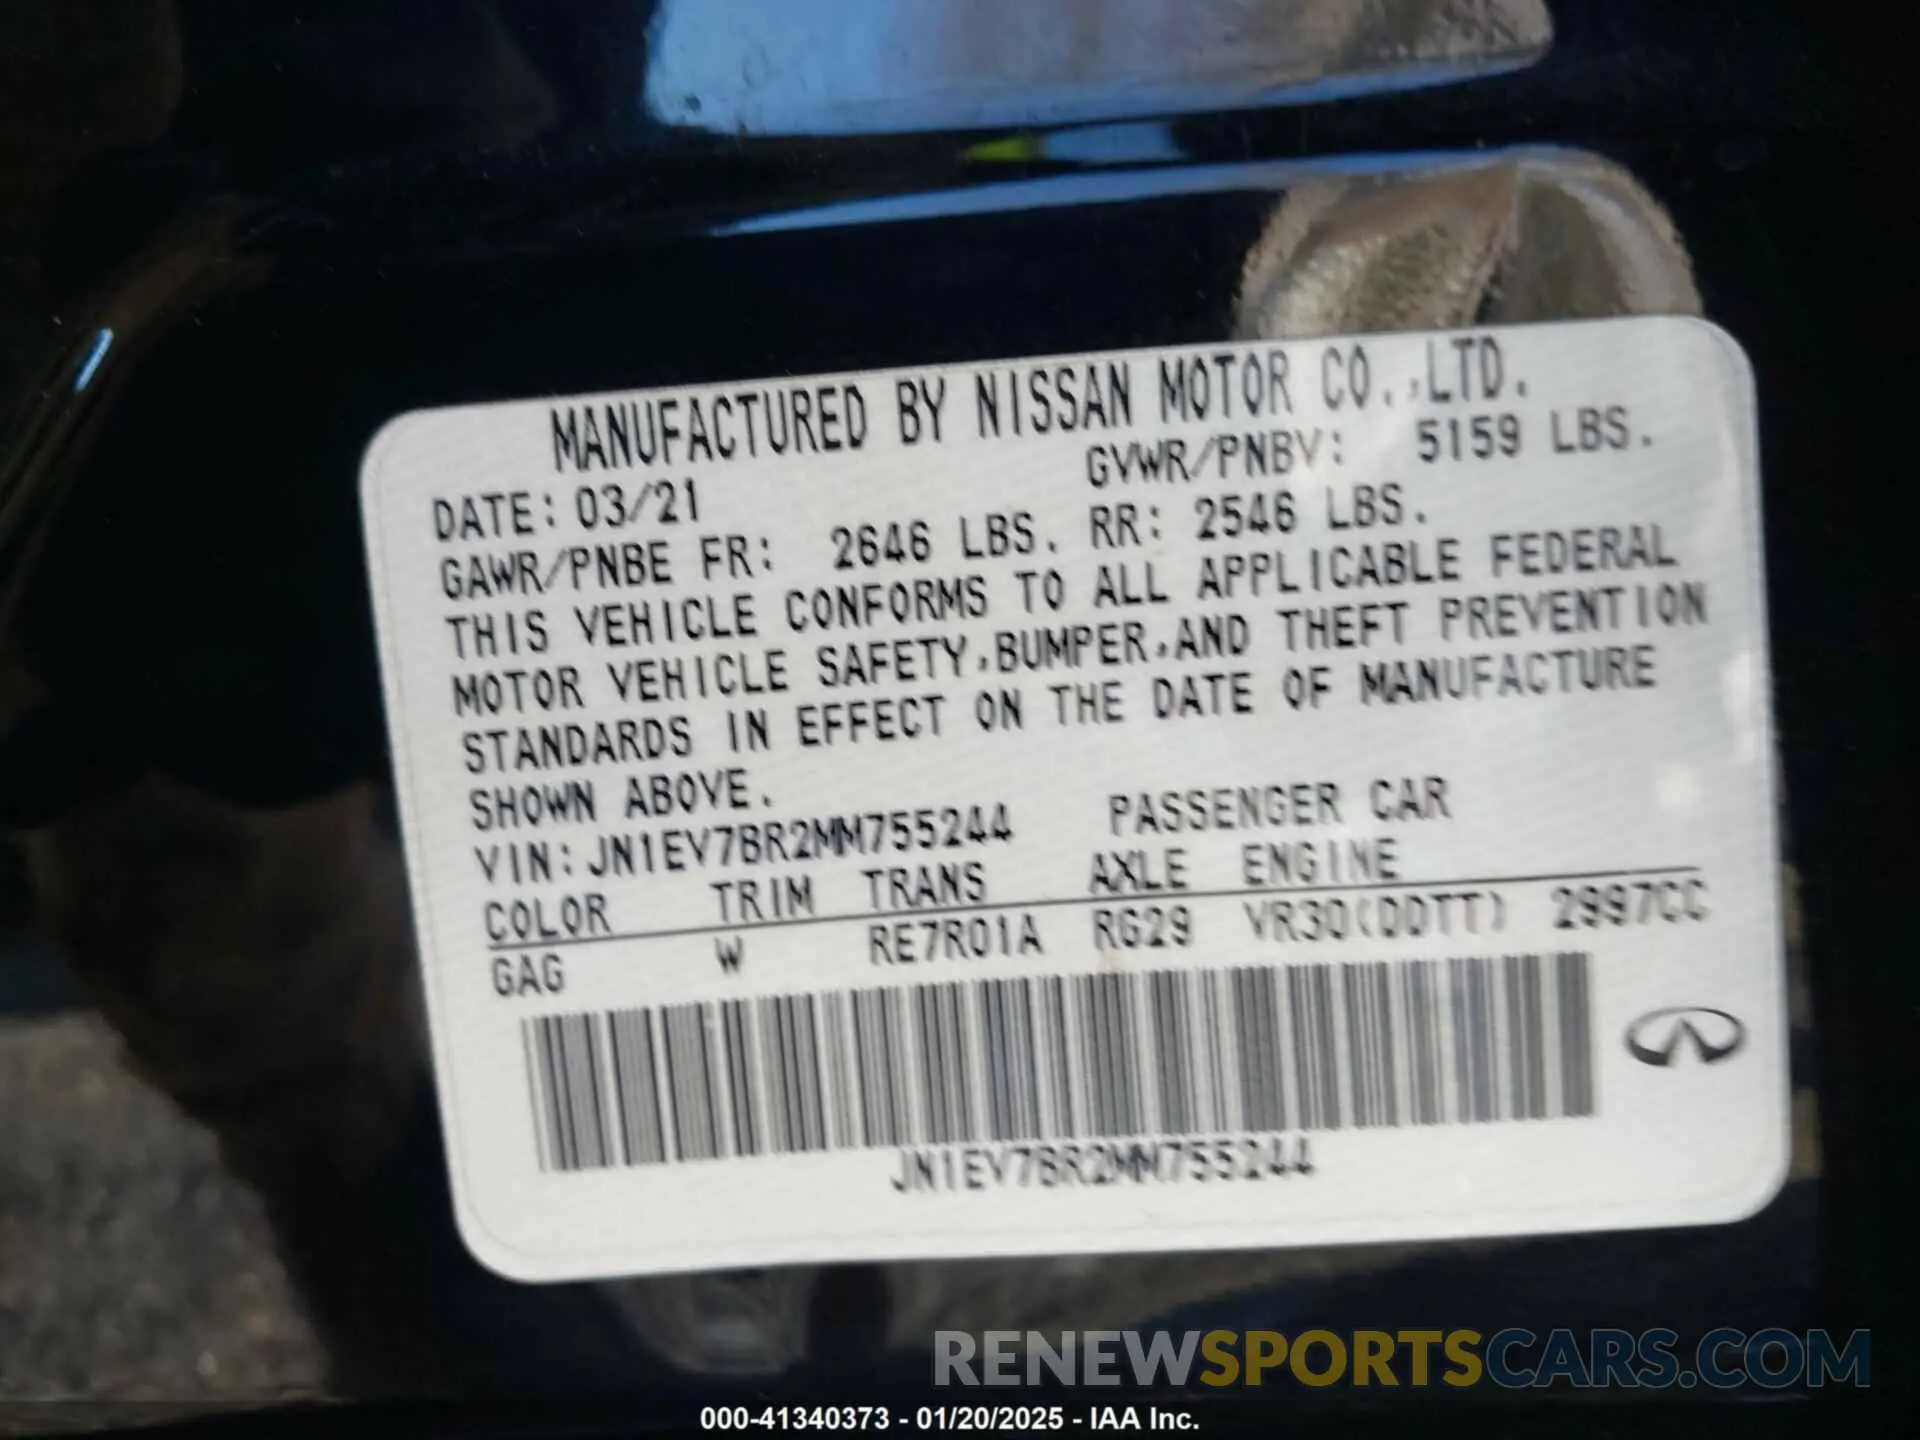 MANUFACTURED BY NISSAN MOTOR CO.,LTD.
DATE: 03/21 GVWR/PNBV: 5159 LBS.
GAWR/PNBE FR: 2646 LBS. RR: 2546 LBS.
THIS VEHICLE CONFORMS TO ALL APPLICABLE FEDERAL
MOTOR VEHICLE SAFETY,BUMPER,AND THEFT PREVENTION
STANDARDS IN EFFECT ON THE DATE OF MANUFACTURE
SHOWN ABOVE.
VIN: JN1EV7BR2MM755244 PASSENGER CAR
COLOR TRIM TRANS AXLE ENGINE
GAG W RE7R01A RG29 VR30(DDTT) 2997CC
JN1EV7BR2MM755244
RENEWSPORTSCARS.COM
000-41340373 - 01/20/2025 - IAA Inc.